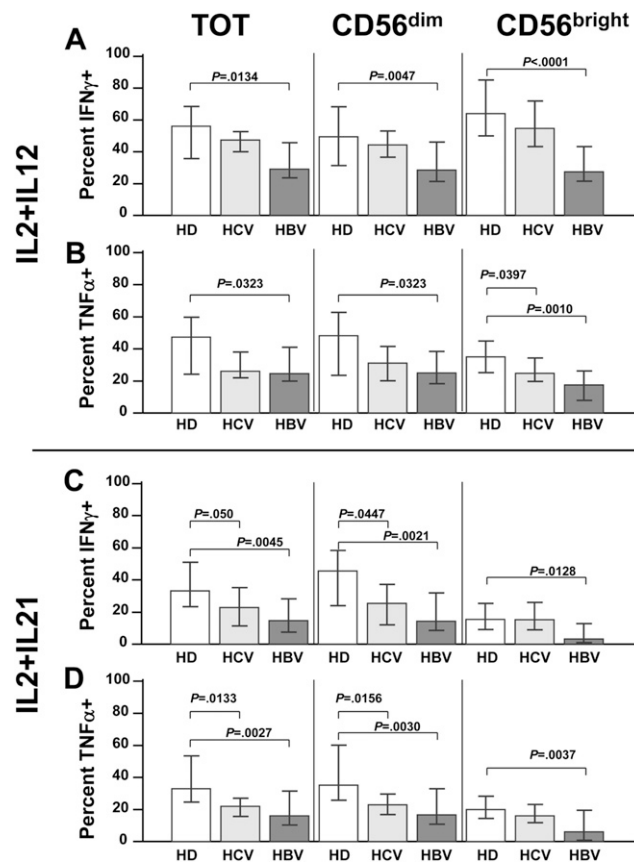 TOT CD56dim CD56bright
IL2+IL12
A
Percent IFNγ+
100
80
60
40
20
0
P=.0134
P=.0047
P<.0001
HD HCV HBV HD HCV HBV HD HCV HBV
B
Percent TNFα+
100
80
60
40
20
0
P=.0323
P=.0323
P=.0397
P=.0010
HD HCV HBV HD HCV HBV HD HCV HBV
IL2+IL21
C
Percent IFNγ+
100
80
60
40
20
0
P=.050
P=.0045
P=.0447
P=.0021
P=.0128
HD HCV HBV HD HCV HBV HD HCV HBV
D
Percent TNFα+
100
80
60
40
20
0
P=.0133
P=.0027
P=.0156
P=.0030
P=.0037
HD HCV HBV HD HCV HBV HD HCV HBV